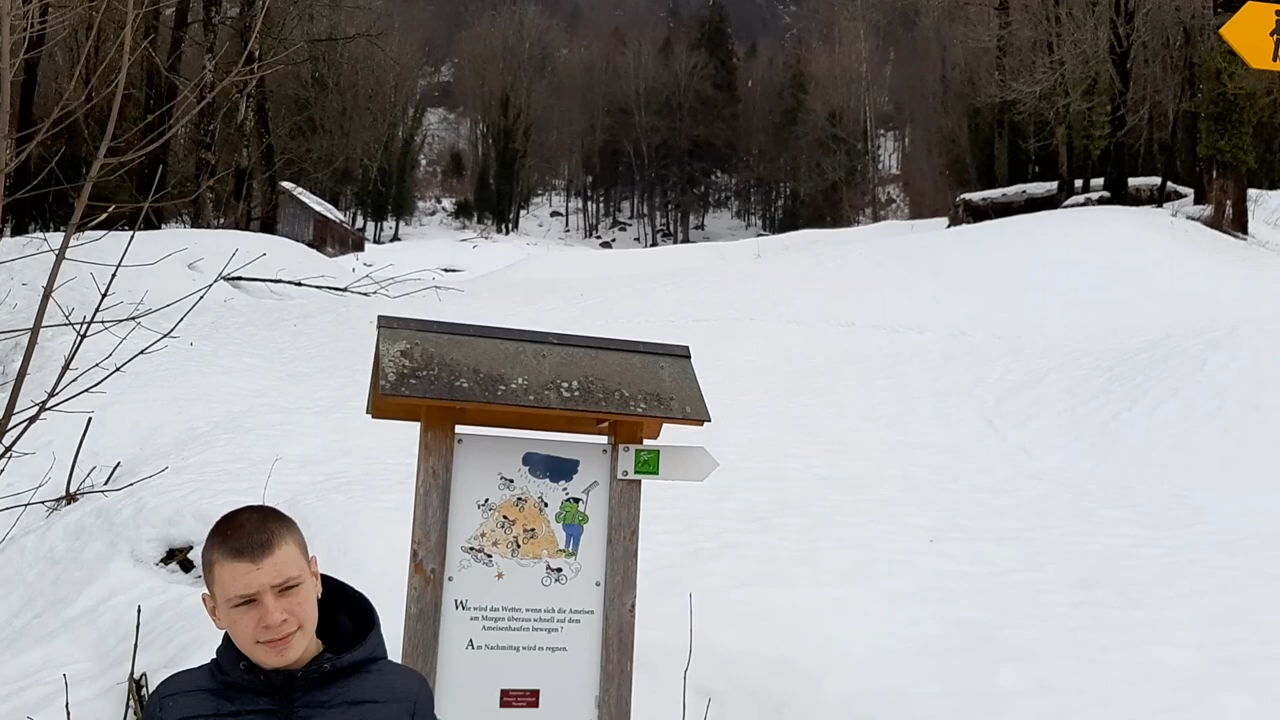 Wie wird das Wetter, wenn sich die Ameisen
am Morgen überaus schnell auf dem
Ameisenhaufen bewegen ?
Am Nachmittag wird es regnen.